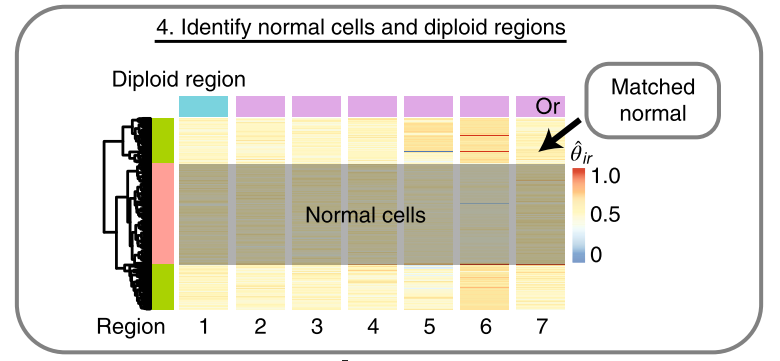 4. Identify normal cells and diploid regions
Diploid region
Or
Matched
normal
θ̂ir
1.0
0.5
0
Normal cells
Region 1 2 3 4 5 6 7